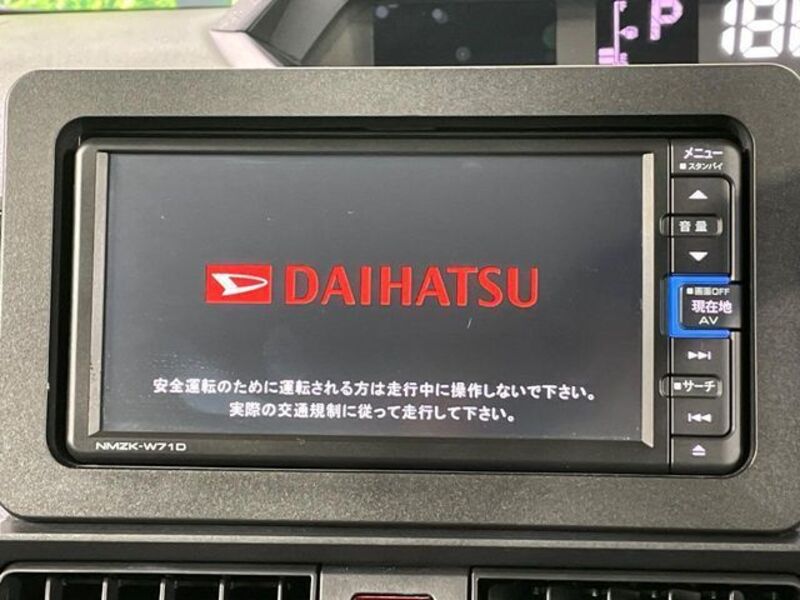 P
メニュー
■スタンバイ
音量
DAIHATSU
■画面OFF
現在地
AV
安全運転のために運転される方は走行中に操作しないで下さい。
実際の交通規制に従って走行して下さい。
■サーチ
NMZK-W71D